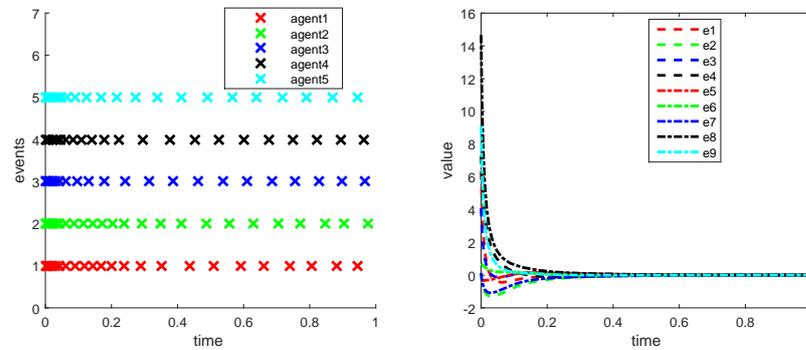 7
6
5
4
3
2
1
0
events
0 0.2 0.4 0.6 0.8 1
time
agent1
agent2
agent3
agent4
agent5
16
14
12
10
8
6
4
2
0
-2
value
0 0.2 0.4 0.6 0.8
time
e1
e2
e3
e4
e5
e6
e7
e8
e9